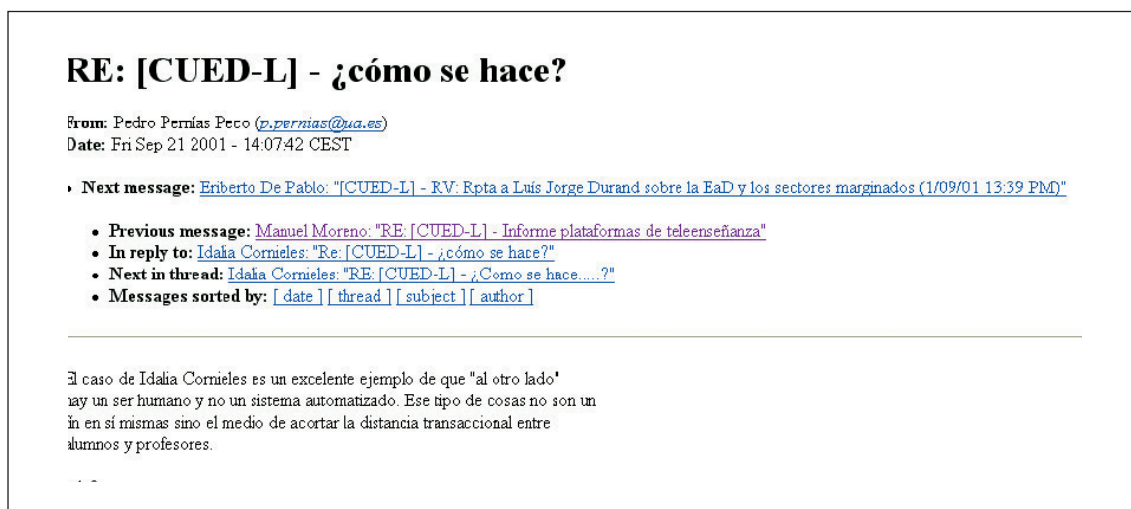 RE: [CUED-L] - ¿cómo se hace?
From: Pedro Pernías Peco (p.pernias@ua.es)
Date: Fri Sep 21 2001 - 14:07:42 CEST
Next message: Eriberto De Pablo: "[CUED-L] - RV: Rpta a Luís Jorge Durand sobre la EaD y los sectores marginados (1/09/01 13:39 PM)"
• Previous message: Manuel Moreno: "RE: [CUED-L] - Informe plataformas de teleenseñanza"
• In reply to: Idalia Cornieles: "Re: [CUED-L] - ¿cómo se hace?"
• Next in thread: Idalia Cornieles: "RE: [CUED-L] - ¿Como se hace.....?"
• Messages sorted by: [ date ] [ thread ] [ subject ] [ author ]
El caso de Idalia Cornieles es un excelente ejemplo de que "al otro lado"
hay un ser humano y no un sistema automatizado. Ese tipo de cosas no son un
fin en sí mismas sino el medio de acortar la distancia transaccional entre
alumnos y profesores.